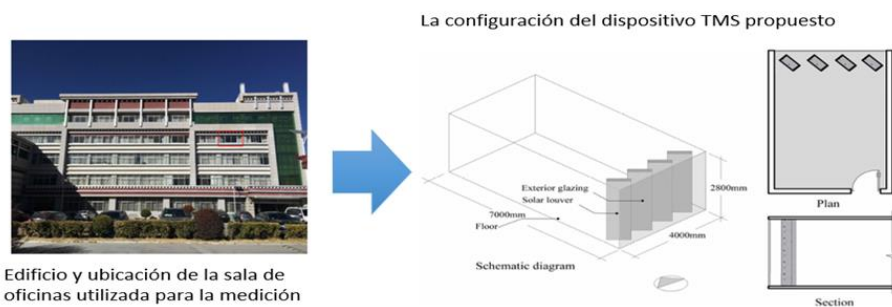 La configuración del dispositivo TMS propuesto
Exterior glazing
Solar louver
7000mm
Floor
2800mm
4000mm
Schematic diagram
Plan
Section
Edificio y ubicación de la sala de
oficinas utilizada para la medición